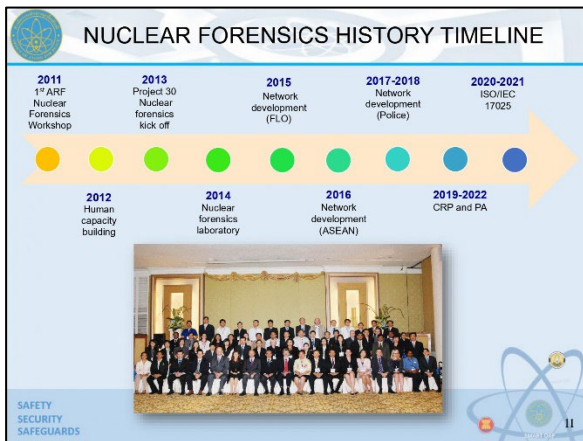 NUCLEAR FORENSICS HISTORY TIMELINE
2011
1st ARF
Nuclear
Forensics
Workshop
2012
Human
capacity
building
2013
Project 30
Nuclear
forensics
kick off
2014
Nuclear
forensics
laboratory
2015
Network
development
(FLO)
2016
Network
development
(ASEAN)
2017-2018
Network
development
(Police)
2019-2022
CRP and PA
2020-2021
ISO/IEC
17025
SAFETY
SECURITY
SAFEGUARDS
11